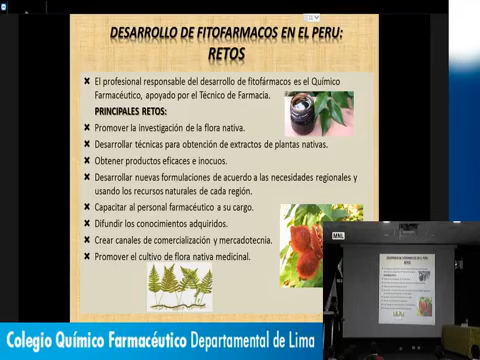 DESARROLLO DE FITOFARMACOS EN EL PERU:
RETOS
El profesional responsable del desarrollo de fitofármacos es el Químico
Farmacéutico, apoyado por el Técnico de Farmacia.
PRINCIPALES RETOS:
Promover la investigación de la flora nativa.
Desarrollar técnicas para obtención de extractos de plantas nativas.
Obtener productos eficaces e inocuos.
Desarrollar nuevas formulaciones de acuerdo a las necesidades regionales y
usando los recursos naturales de cada región.
Capacitar al personal farmacéutico a su cargo.
Difundir los conocimientos adquiridos.
Crear canales de comercialización y mercadotecnia.
Promover el cultivo de flora nativa medicinal.
MNL
Colegio Químico Farmacéutico Departamental de Lima